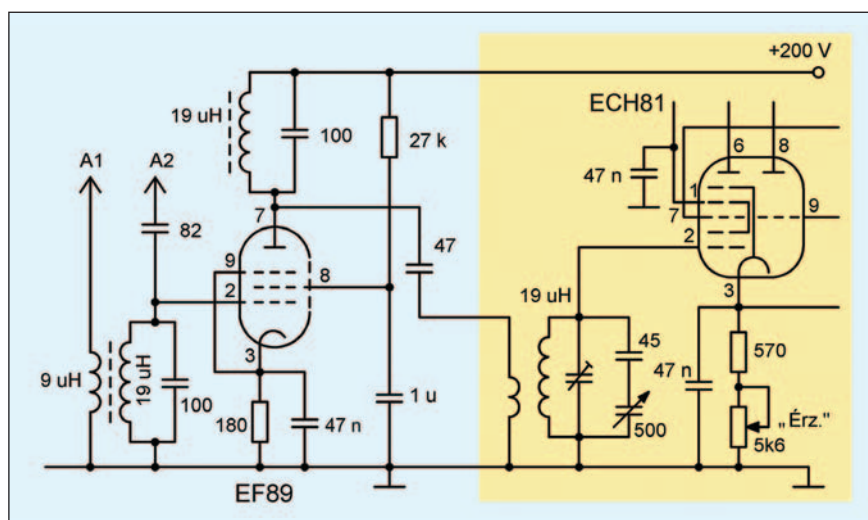 +200 V
ECH81
19 uH
100
27 k
6
8
A1
A2
47 n
1
7
7
9
82
47
2
9
8
2
3
19 uH
3
45
570
9 uH
19 uH
100
1 u
47 n
180
47 n
500
„Érz.”
5k6
EF89